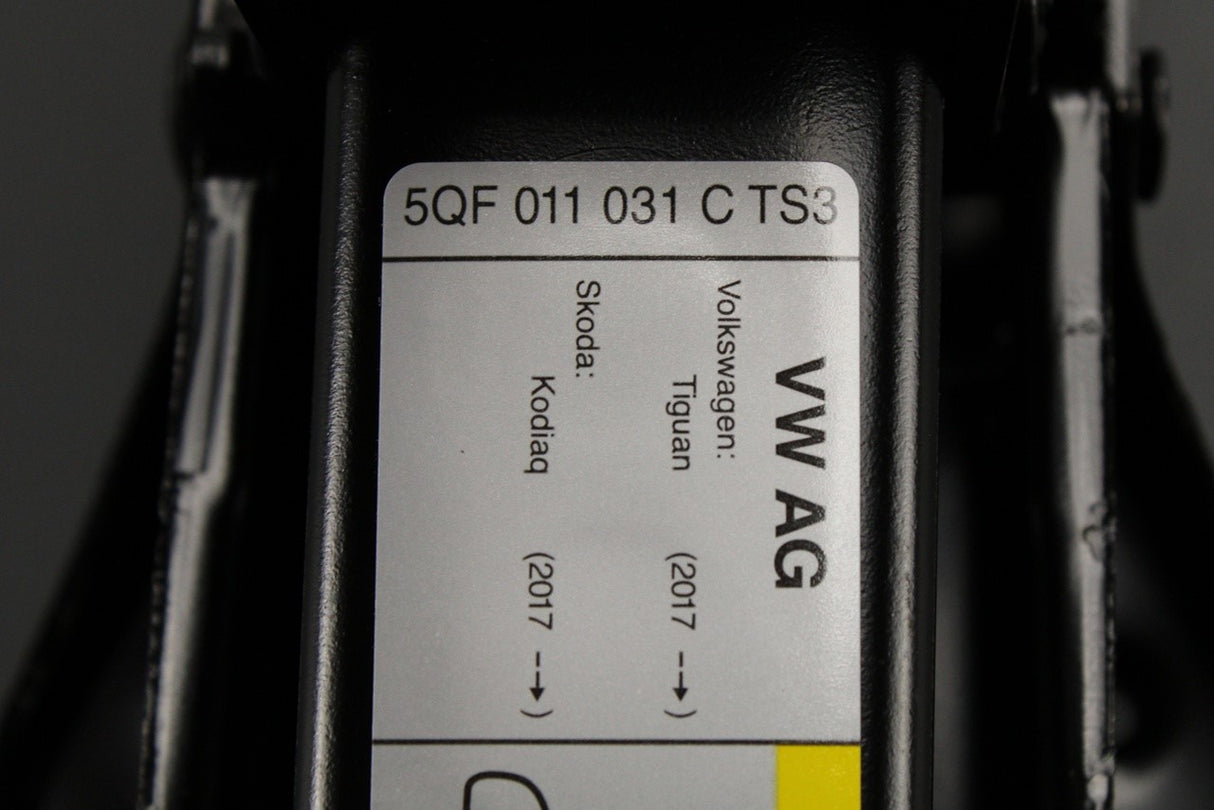 5QF 011 031 C TS3
VW AG
Volkswagen:
Tiguan (2017 --→)
Skoda:
Kodiaq (2017 --→)